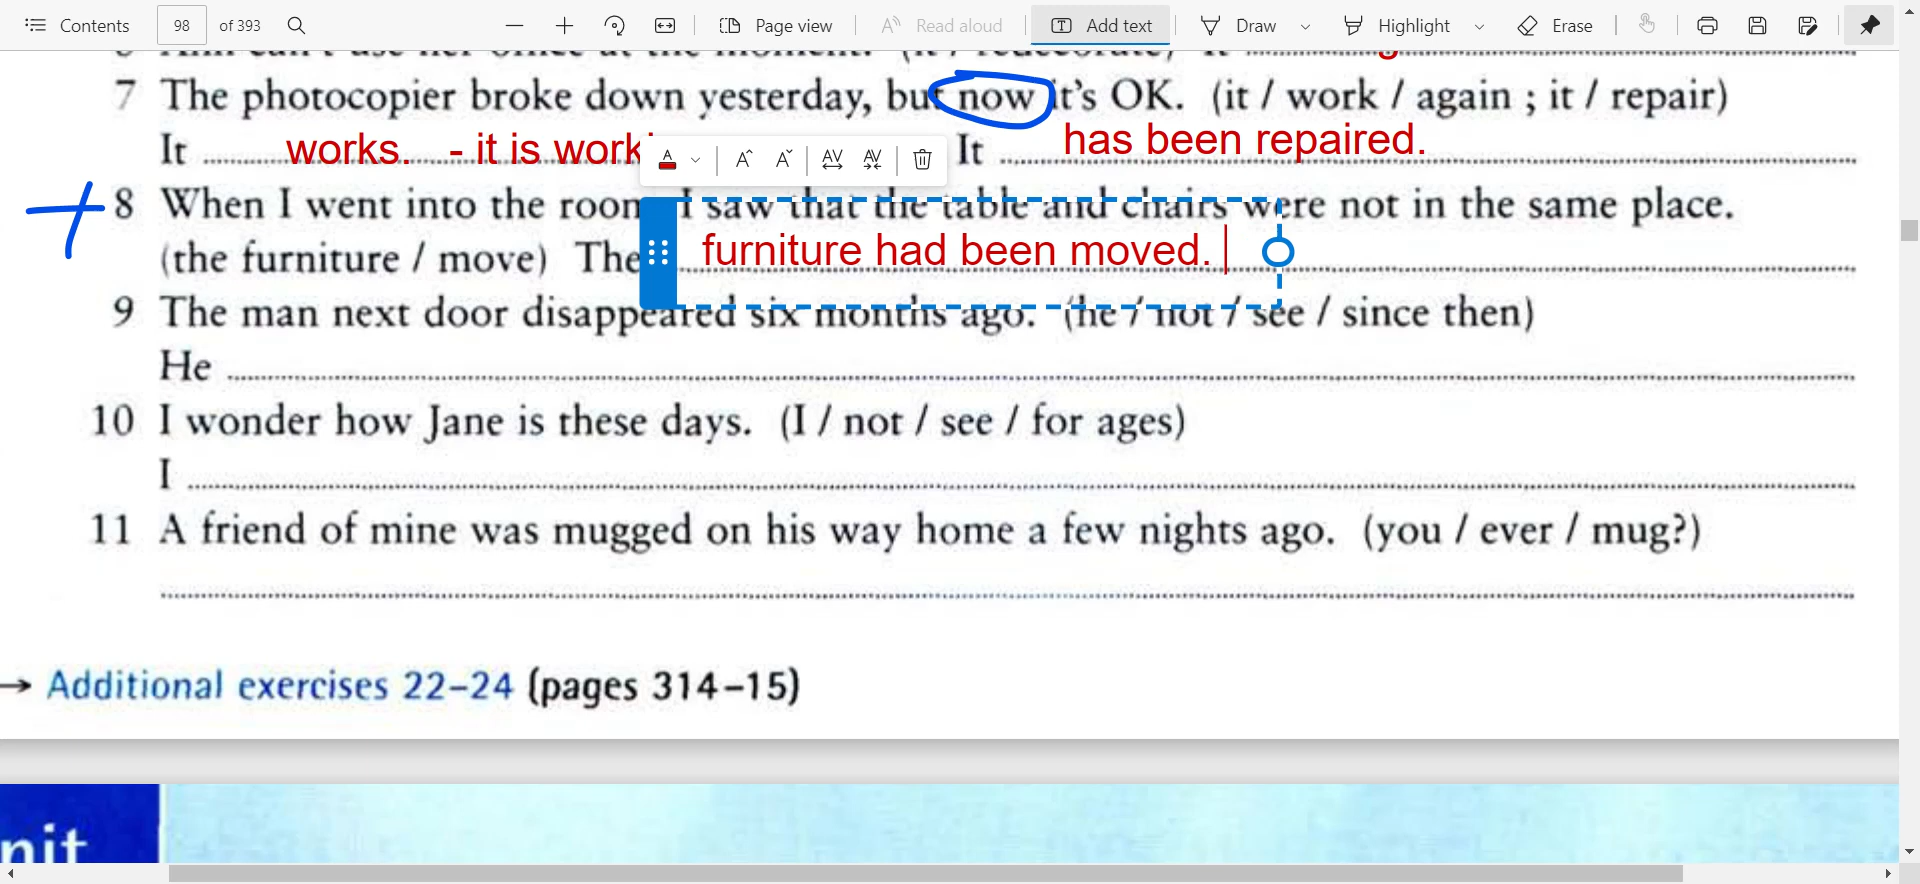 Contents 98 of 393 Page view Read aloud Add text Draw Highlight Erase
7 The photocopier broke down yesterday, but now it's OK. (it / work / again ; it / repair)
It works. - it is It has been repaired.
8 When I went into the room I saw that the table and chairs were not in the same place.
(the furniture / move) The furniture had been moved.
9 The man next door disappeared six months ago. (he / not / see / since then)
He
10 I wonder how Jane is these days. (I / not / see / for ages)
I
11 A friend of mine was mugged on his way home a few nights ago. (you / ever / mug?)
→ Additional exercises 22–24 (pages 314–15)
nit